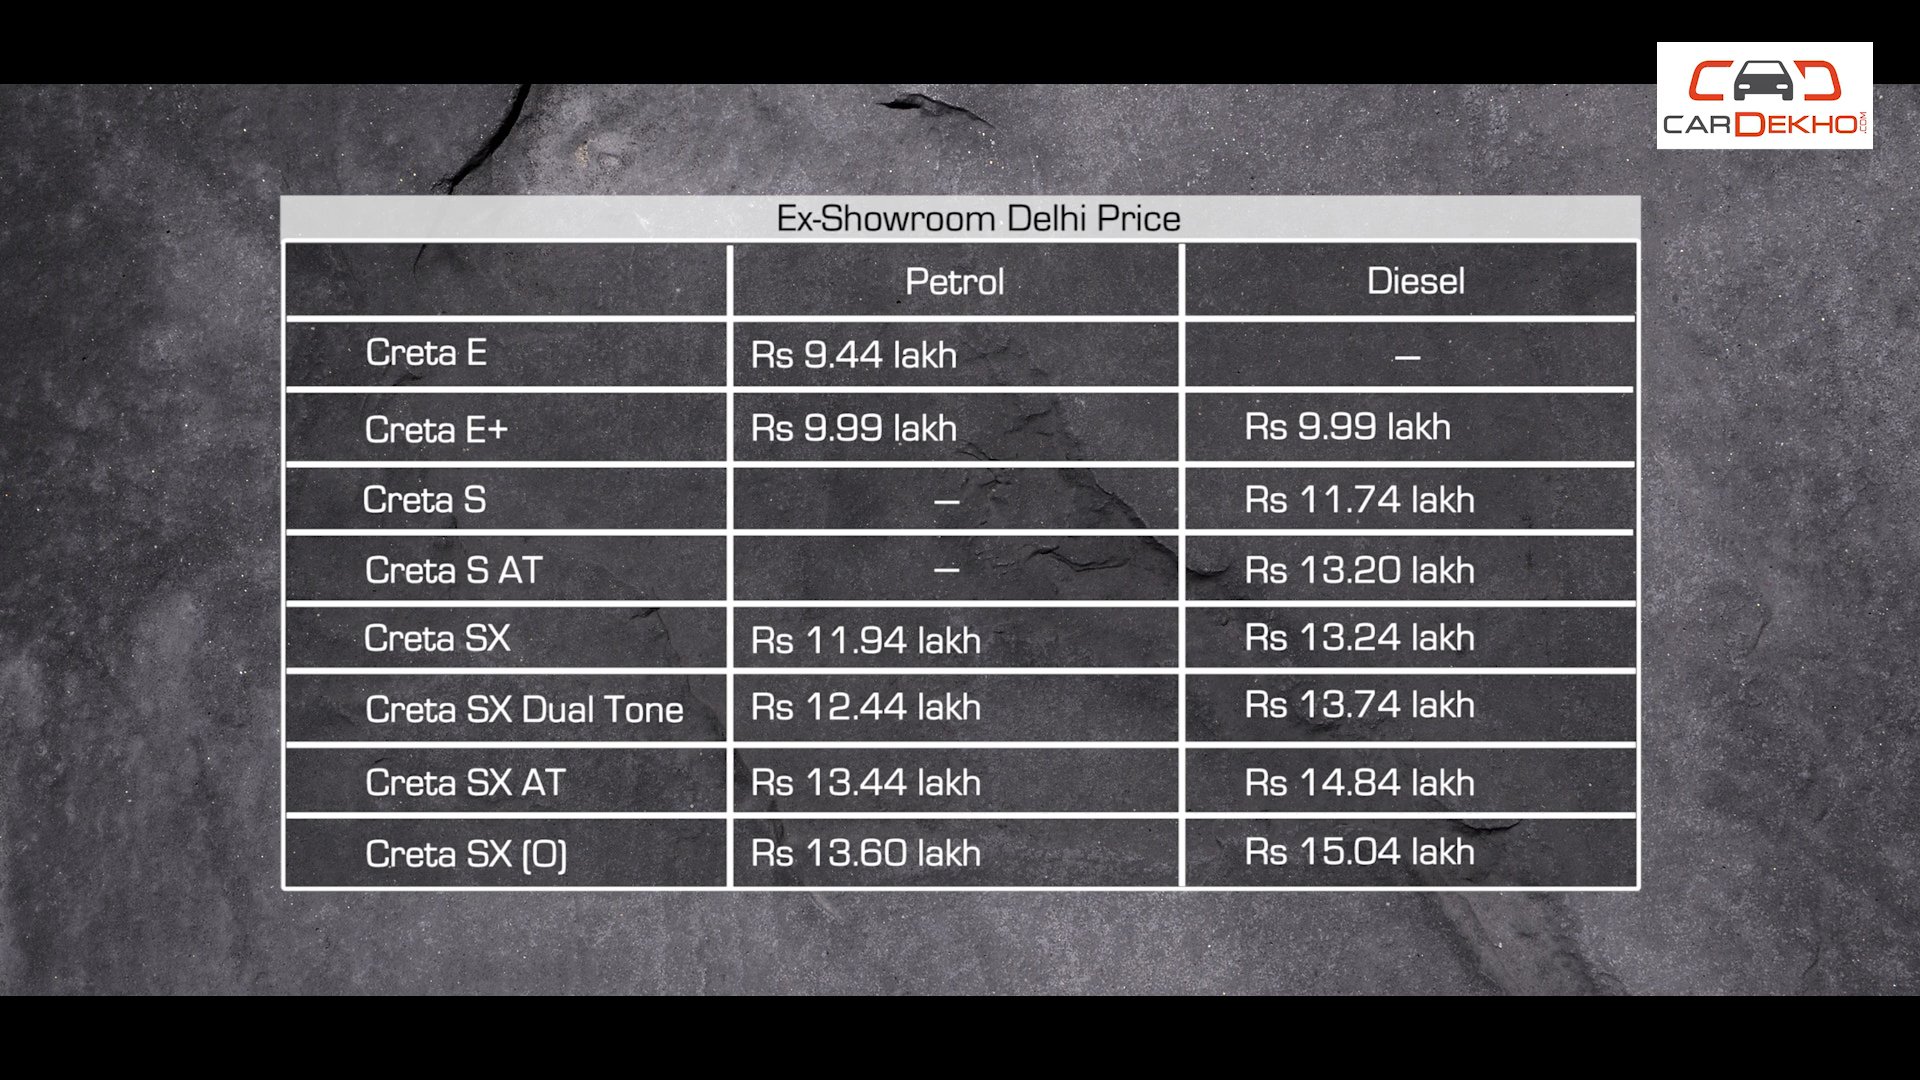 CARDEKHO.COM
Ex-Showroom Delhi Price
Petrol Diesel
Creta E Rs 9.44 lakh –
Creta E+ Rs 9.99 lakh Rs 9.99 lakh
Creta S – Rs 11.74 lakh
Creta S AT – Rs 13.20 lakh
Creta SX Rs 11.94 lakh Rs 13.24 lakh
Creta SX Dual Tone Rs 12.44 lakh Rs 13.74 lakh
Creta SX AT Rs 13.44 lakh Rs 14.84 lakh
Creta SX (O) Rs 13.60 lakh Rs 15.04 lakh